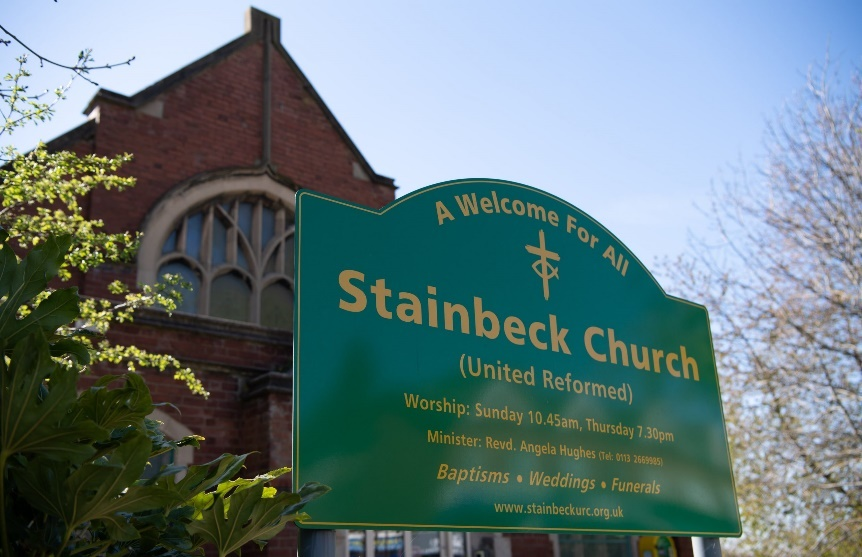 A Welcome For All
Stainbeck Church
(United Reformed)
Worship: Sunday 10.45am, Thursday 7.30pm
Minister: Revd. Angela Hughes (Tel: 0113 2669985)
Baptisms • Weddings • Funerals
www.stainbeckurc.org.uk